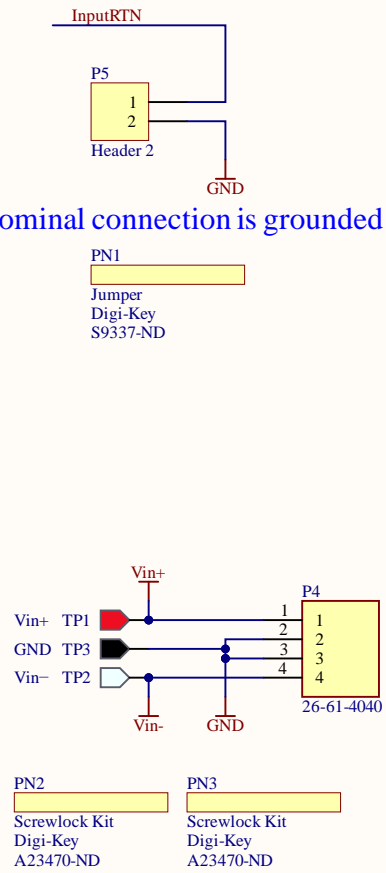 InputRTN
P5
1
2
Header 2
GND
ominal connection is grounded
PN1
Jumper
Digi-Key
S9337-ND
Vin+
P4
Vin+ TP1 1 1
2 2
GND TP3 3 3
Vin− TP2 4 4
26-61-4040
Vin- GND
PN2 PN3
Screwlock Kit Screwlock Kit
Digi-Key Digi-Key
A23470-ND A23470-ND